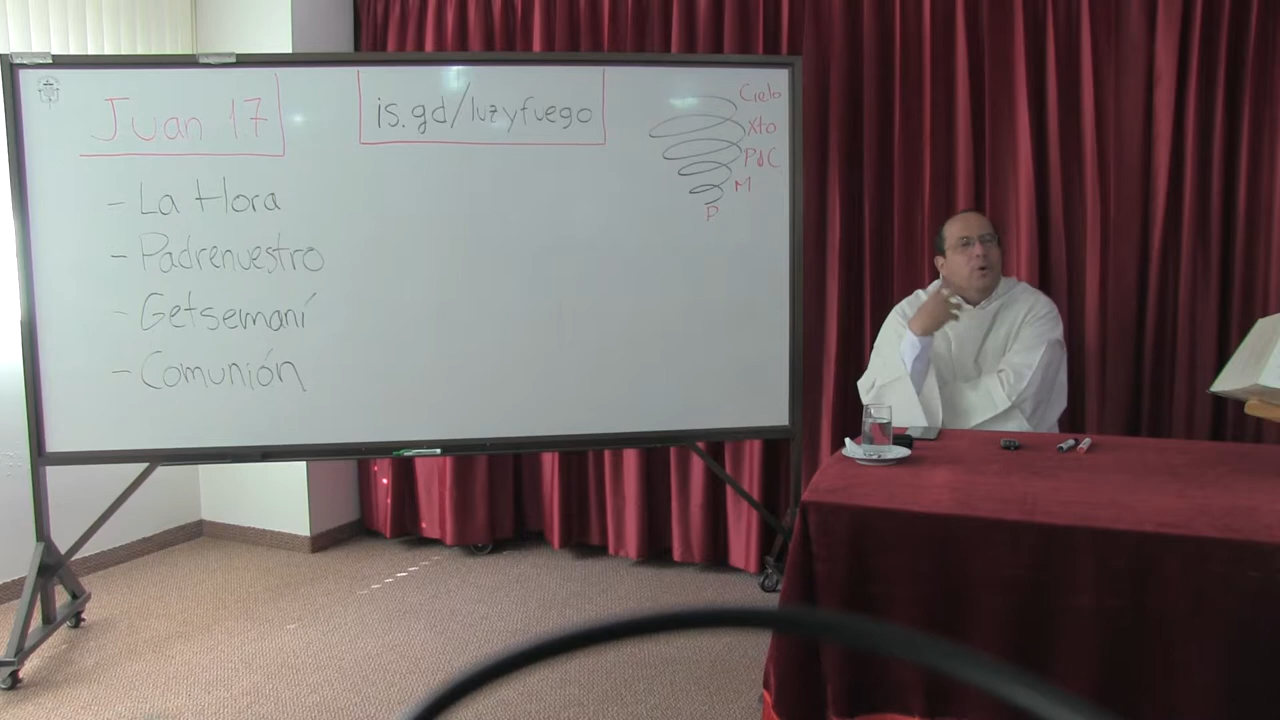 Juan 17
is.gd/luzyfuego
- La Hora
- Padrenuestro
- Getsemaní
- Comunión
Cielo
Xto
PdC
M
P